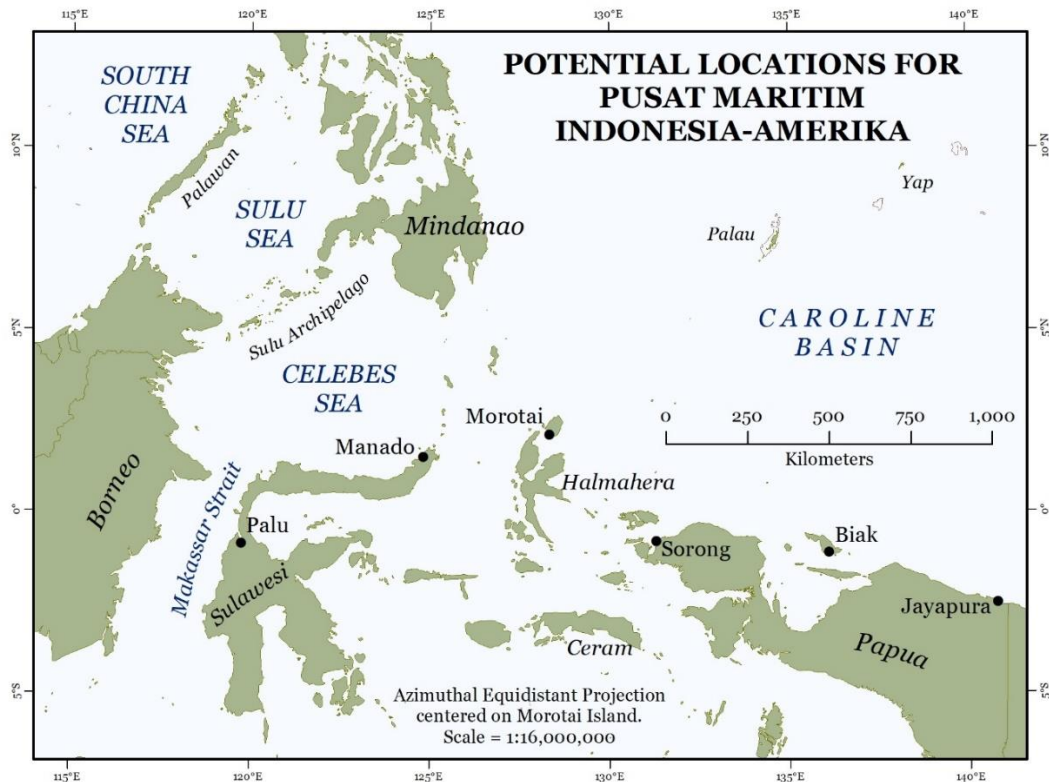 115°E
120°E
125°E
130°E
135°E
140°E
POTENTIAL LOCATIONS FOR
PUSAT MARITIM
INDONESIA-AMERIKA
SOUTH
CHINA
SEA
10°N
10°N
Palawan
Yap
SULU
SEA
Mindanao
Palau
Sulu Archipelago
5°N
5°N
CAROLINE
BASIN
CELEBES
SEA
Morotai
0
250
500
750
1,000
Kilometers
Manado
Halmahera
Borneo
Makassar Strait
0°
0°
Palu
Sorong
Biak
Sulawesi
Jayapura
Ceram
Papua
5°S
5°S
Azimuthal Equidistant Projection
centered on Morotai Island.
Scale = 1:16,000,000
115°E
120°E
125°E
130°E
135°E
140°E